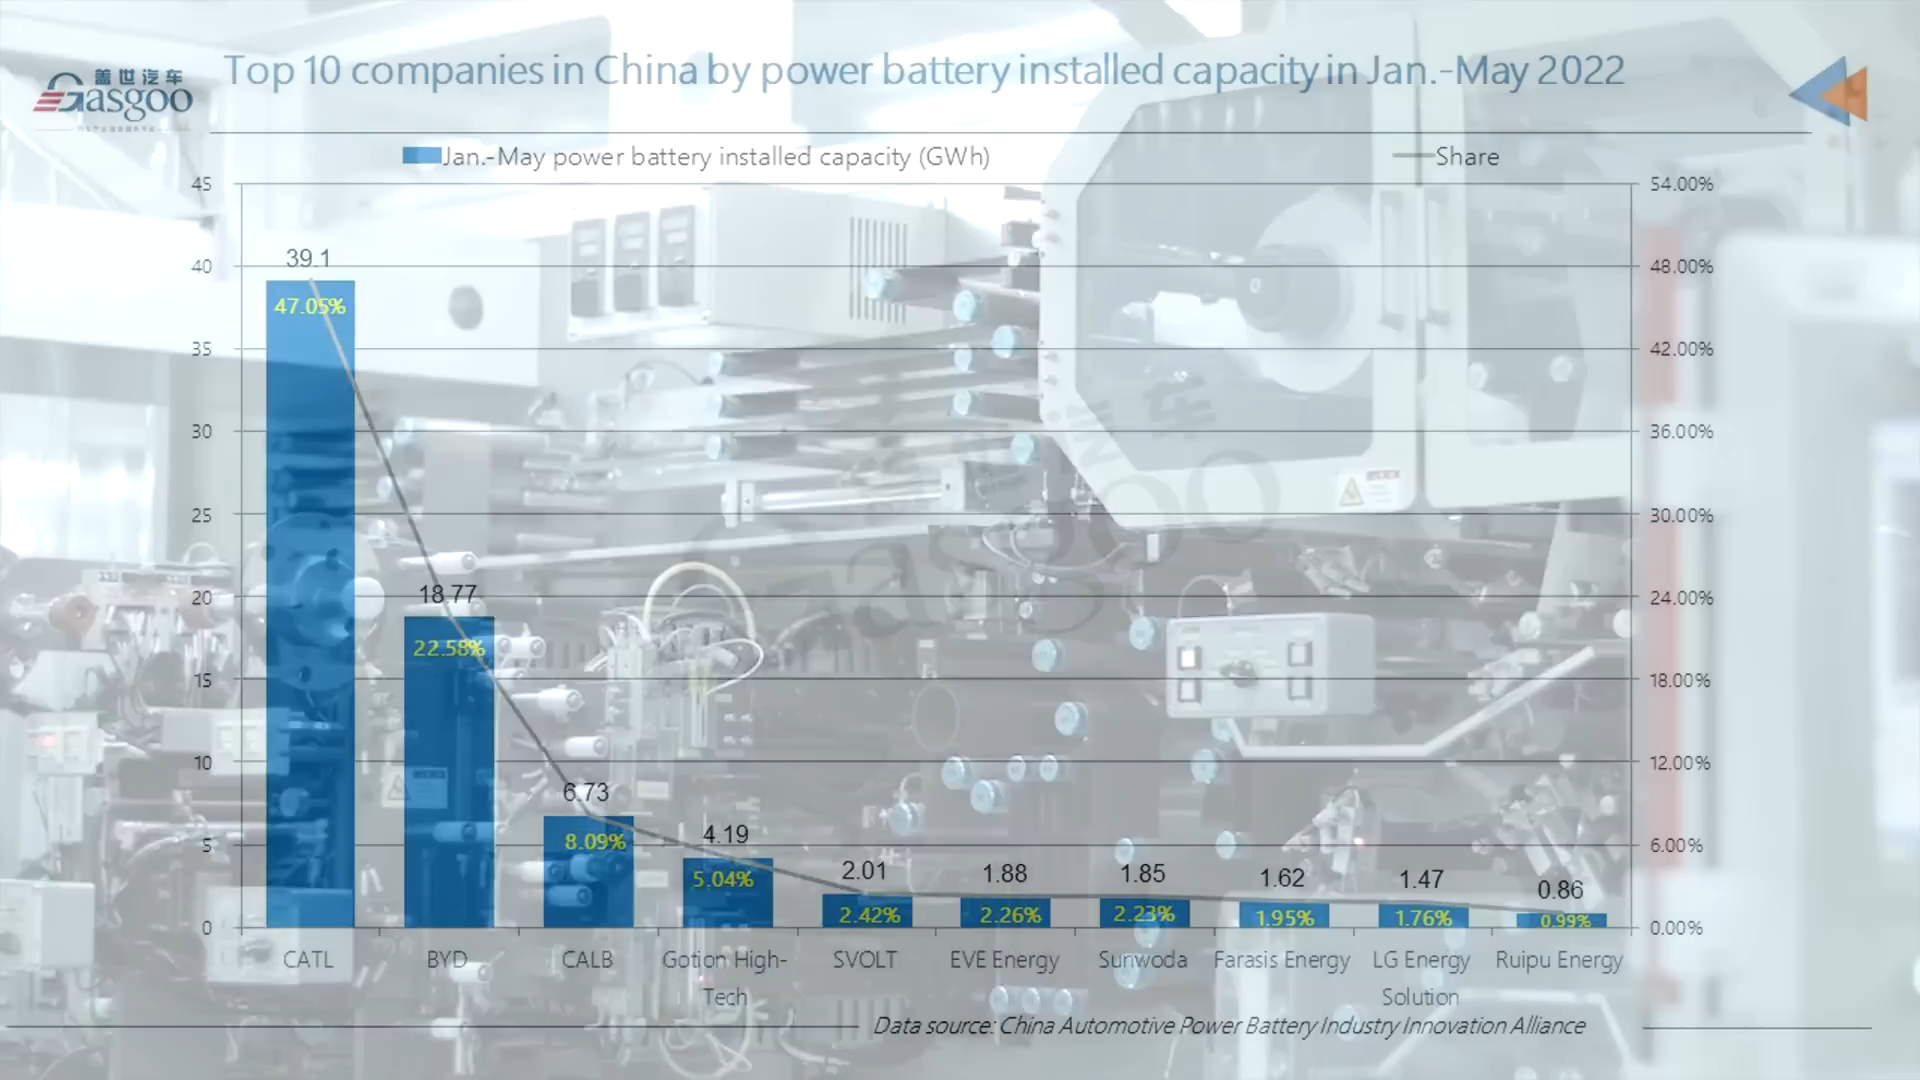 盖世汽车
Gasgoo
Top 10 companies in China by power battery installed capacity in Jan.-May 2022
Jan.-May power battery installed capacity (GWh)
Share
45
40
35
30
25
20
15
10
5
0
54.00%
48.00%
42.00%
36.00%
30.00%
24.00%
18.00%
12.00%
6.00%
0.00%
39.1
18.77
6.73
4.19
2.01
1.88
1.85
1.62
1.47
0.86
47.05%
22.58%
8.09%
5.04%
2.42%
2.26%
2.23%
1.95%
1.76%
0.99%
CATL
BYD
CALB
Gotion High-
Tech
SVOLT
EVE Energy
Sunwoda
Farasis Energy
LG Energy
Solution
Ruipu Energy
Gasgoo
Data source: China Automotive Power Battery Industry Innovation Alliance